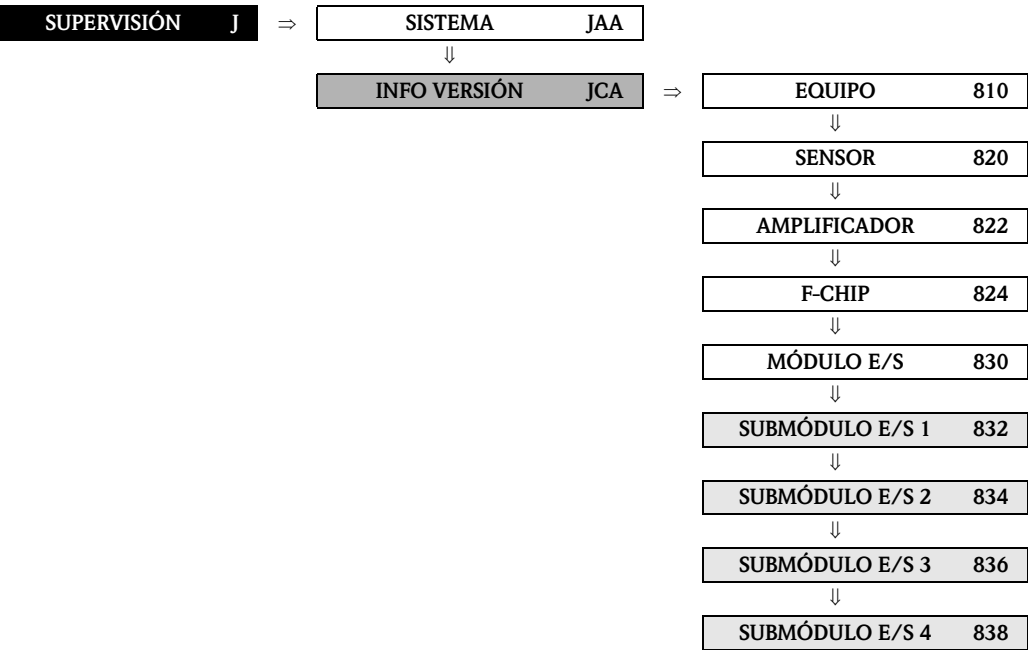 SUPERVISIÓN J ⇒ SISTEMA JAA
⇓
INFO VERSIÓN JCA ⇒ EQUIPO 810
⇓
SENSOR 820
⇓
AMPLIFICADOR 822
⇓
F-CHIP 824
⇓
MÓDULO E/S 830
⇓
SUBMÓDULO E/S 1 832
⇓
SUBMÓDULO E/S 2 834
⇓
SUBMÓDULO E/S 3 836
⇓
SUBMÓDULO E/S 4 838